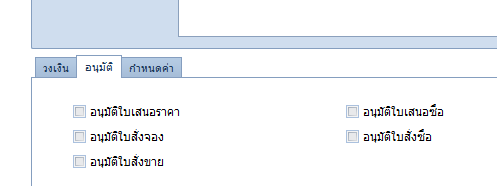 วงเงิน อนุมัติ กำหนดค่า
อนุมัติใบเสนอราคา อนุมัติใบเสนอซื้อ
อนุมัติใบสั่งจอง อนุมัติใบสั่งซื้อ
อนุมัติใบสั่งขาย